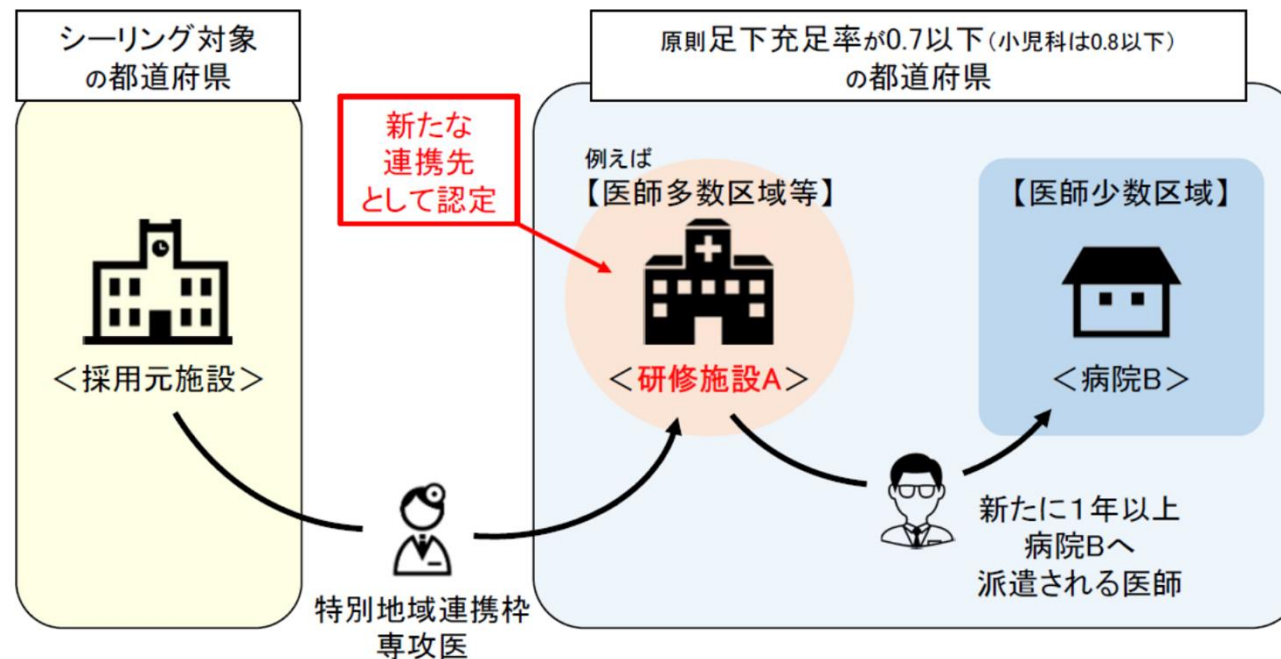 シーリング対象
の都道府県
原則足下充足率が0.7以下(小児科は0.8以下)
の都道府県
新たな
連携先
として認定
例えば
【医師多数区域等】
【医師少数区域】
＜採用元施設＞
＜研修施設A＞
＜病院B＞
特別地域連携枠
専攻医
新たに１年以上
病院Bへ
派遣される医師